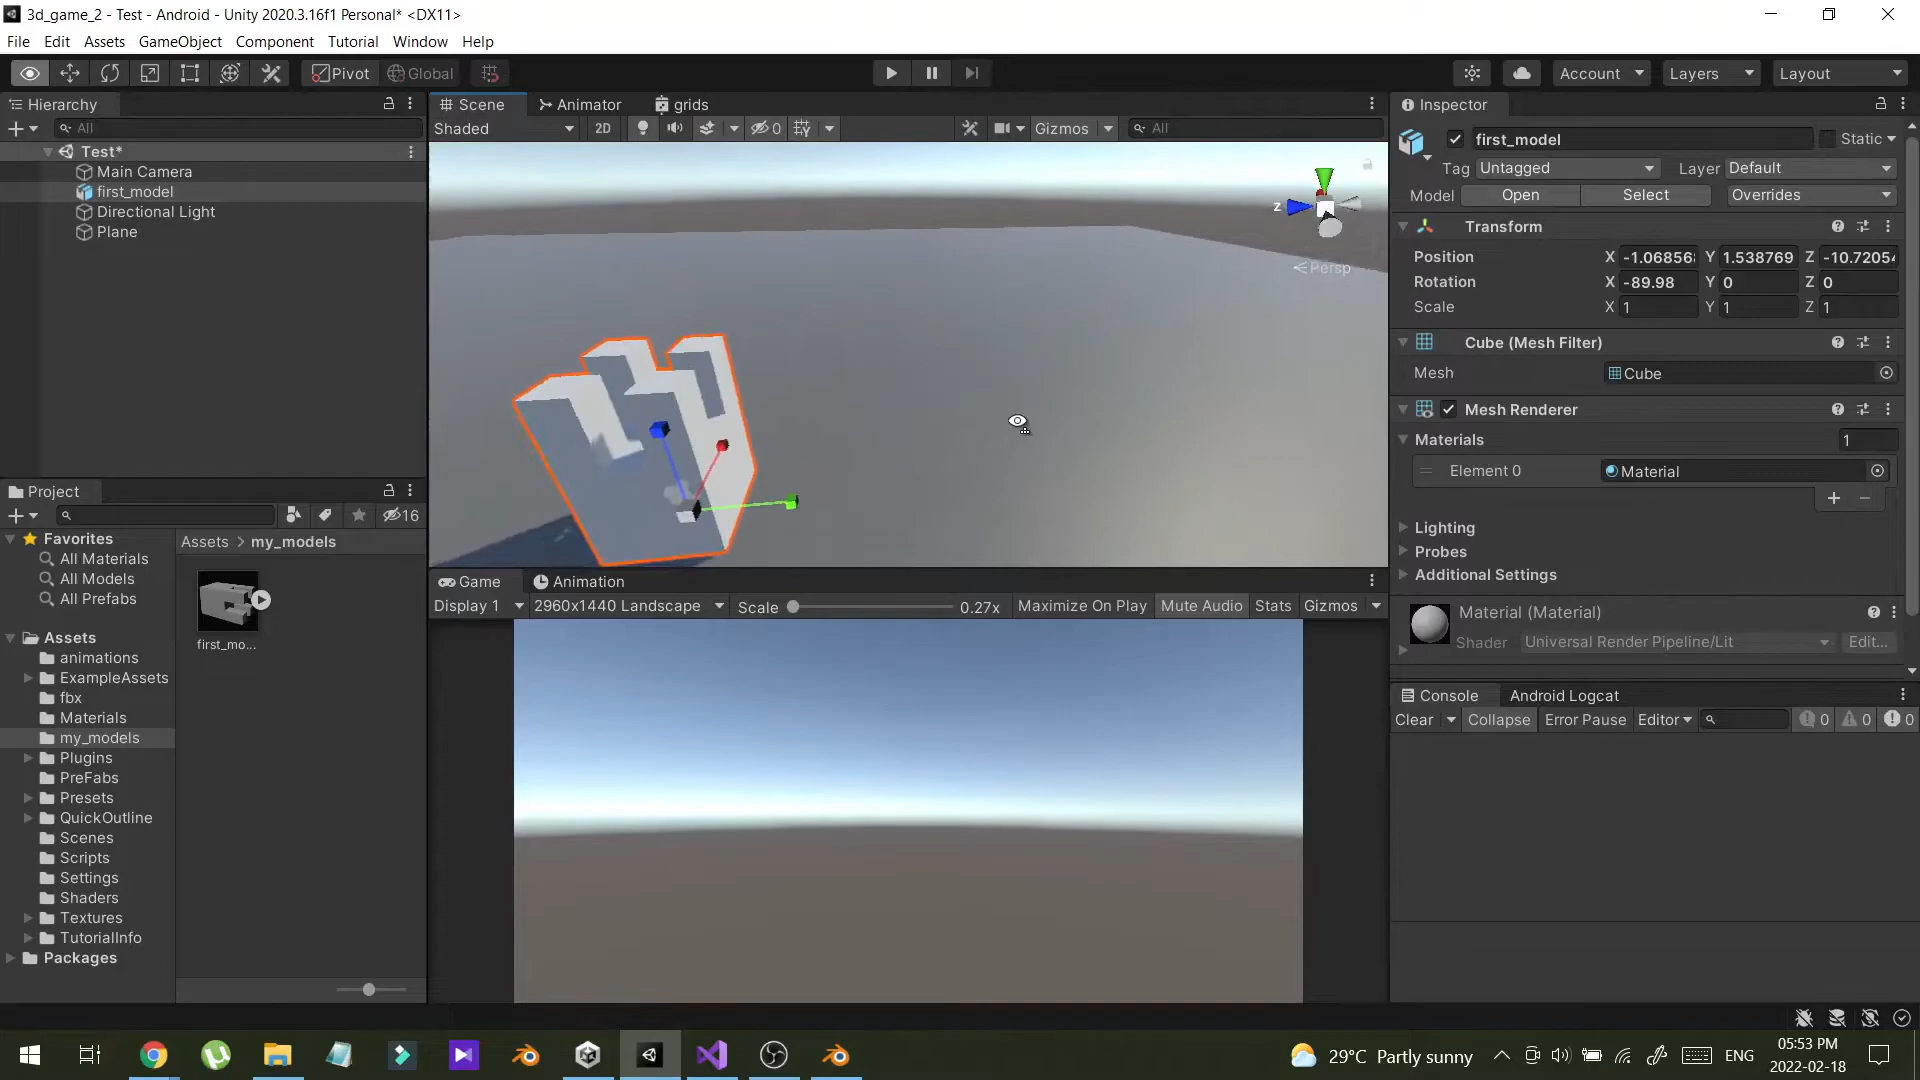 3d_game_2 - Test - Android - Unity 2020.3.16f1 Personal* <DX11>
File Edit Assets GameObject Component Tutorial Window Help
Pivot Global Account Layers Layout
Hierarchy
All
Test*
Main Camera
first_model
Directional Light
Plane
Scene Animator grids
Shaded 2D 0 Gizmos All
z
Persp
Project
16
Favorites
All Materials
All Models
All Prefabs
Assets
animations
ExampleAssets
fbx
Materials
my_models
Plugins
PreFabs
Presets
QuickOutline
Scenes
Scripts
Settings
Shaders
Textures
TutorialInfo
Packages
Assets > my_models
first_mo...
Game Animation
Display 1 2960x1440 Landscape Scale 0.27x Maximize On Play Mute Audio Stats Gizmos
Inspector
first_model Static
Tag Untagged Layer Default
Model Open Select Overrides
Transform
Position X -1.06856 Y 1.538769 Z -10.7205
Rotation X -89.98 Y 0 Z 0
Scale X 1 Y 1 Z 1
Cube (Mesh Filter)
Mesh Cube
Mesh Renderer
Materials 1
Element 0 Material
Lighting
Probes
Additional Settings
Material (Material)
Shader Universal Render Pipeline/Lit Edit...
Console Android Logcat
Clear Collapse Error Pause Editor 0 0 0
29°C Partly sunny ENG 05:53 PM
2022-02-18